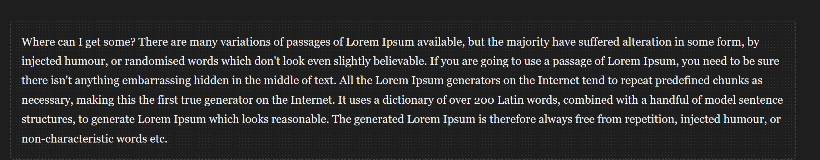 Where can I get some? There are many variations of passages of Lorem Ipsum available, but the majority have suffered alteration in some form, by
injected humour, or randomised words which don't look even slightly believable. If you are going to use a passage of Lorem Ipsum, you need to be sure
there isn't anything embarrassing hidden in the middle of text. All the Lorem Ipsum generators on the Internet tend to repeat predefined chunks as
necessary, making this the first true generator on the Internet. It uses a dictionary of over 200 Latin words, combined with a handful of model sentence
structures, to generate Lorem Ipsum which looks reasonable. The generated Lorem Ipsum is therefore always free from repetition, injected humour, or
non-characteristic words etc.